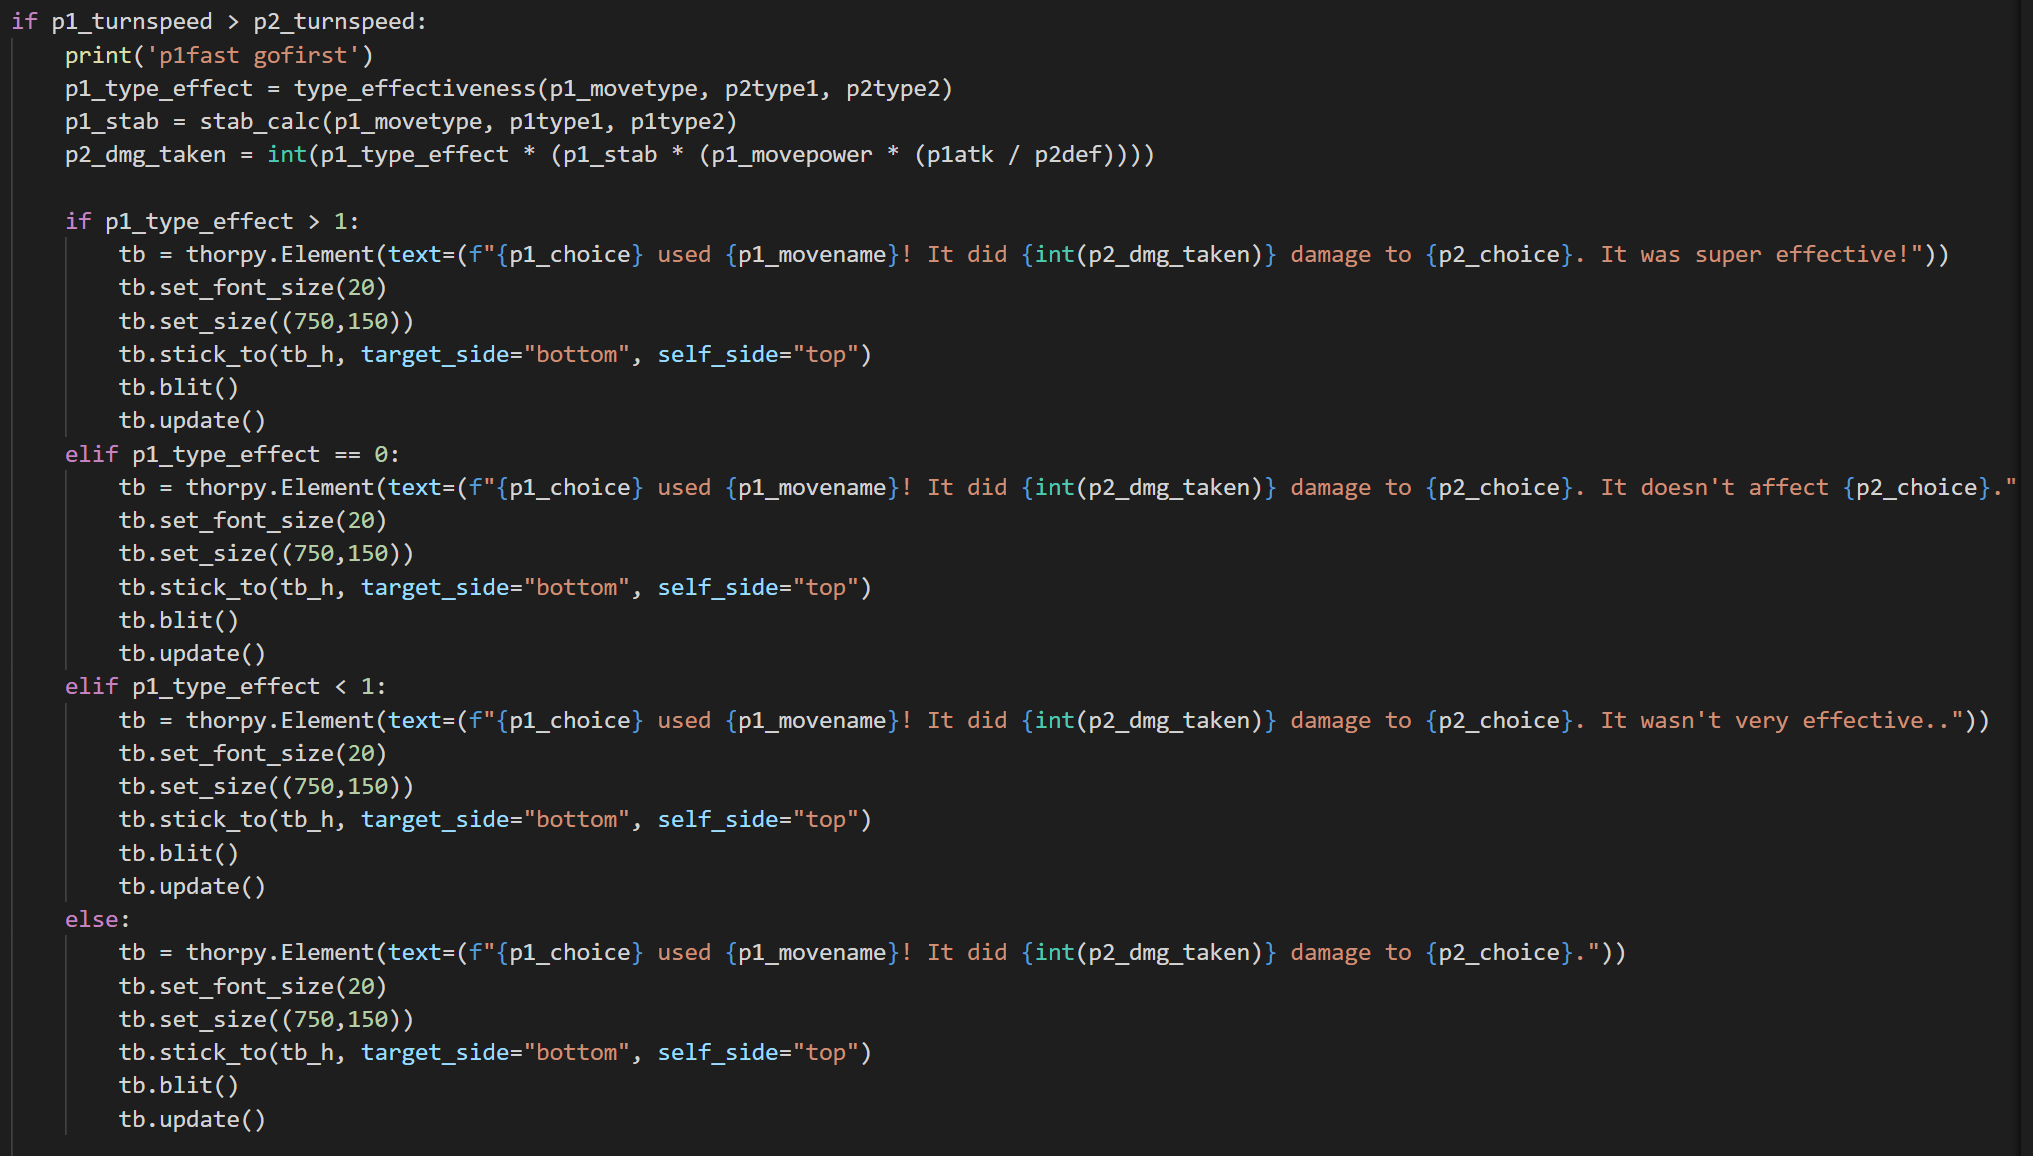 if p1_turnspeed > p2_turnspeed:
    print('p1fast gofirst')
    p1_type_effect = type_effectiveness(p1_movetype, p2type1, p2type2)
    p1_stab = stab_calc(p1_movetype, p1type1, p1type2)
    p2_dmg_taken = int(p1_type_effect * (p1_stab * (p1_movepower * (p1atk / p2def))))

    if p1_type_effect > 1:
        tb = thorpy.Element(text=(f"{p1_choice} used {p1_movename}! It did {int(p2_dmg_taken)} damage to {p2_choice}. It was super effective!"))
        tb.set_font_size(20)
        tb.set_size((750,150))
        tb.stick_to(tb_h, target_side="bottom", self_side="top")
        tb.blit()
        tb.update()
    elif p1_type_effect == 0:
        tb = thorpy.Element(text=(f"{p1_choice} used {p1_movename}! It did {int(p2_dmg_taken)} damage to {p2_choice}. It doesn't affect {p2_choice}."
        tb.set_font_size(20)
        tb.set_size((750,150))
        tb.stick_to(tb_h, target_side="bottom", self_side="top")
        tb.blit()
        tb.update()
    elif p1_type_effect < 1:
        tb = thorpy.Element(text=(f"{p1_choice} used {p1_movename}! It did {int(p2_dmg_taken)} damage to {p2_choice}. It wasn't very effective.."))
        tb.set_font_size(20)
        tb.set_size((750,150))
        tb.stick_to(tb_h, target_side="bottom", self_side="top")
        tb.blit()
        tb.update()
    else:
        tb = thorpy.Element(text=(f"{p1_choice} used {p1_movename}! It did {int(p2_dmg_taken)} damage to {p2_choice}."))
        tb.set_font_size(20)
        tb.set_size((750,150))
        tb.stick_to(tb_h, target_side="bottom", self_side="top")
        tb.blit()
        tb.update()